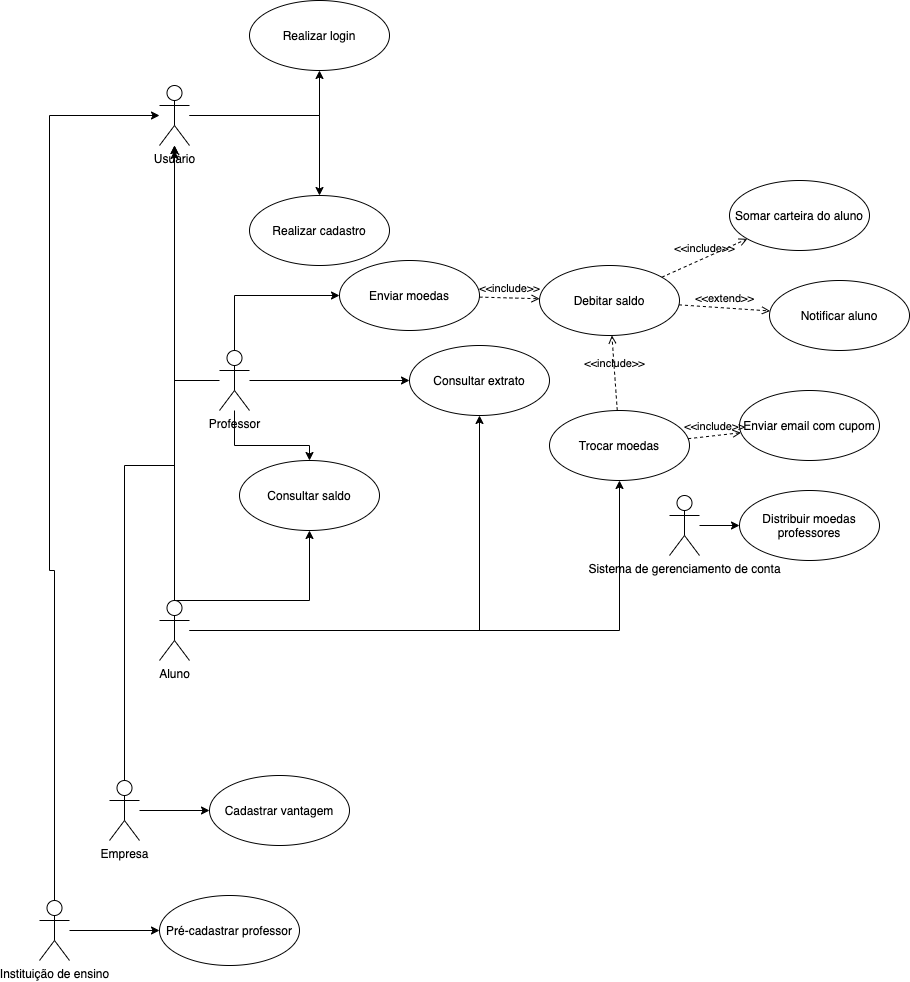 Realizar login
Usuário
Realizar cadastro
Somar carteira do aluno
<<include>>
Enviar moedas
<<include>>
Debitar saldo
<<extend>>
Notificar aluno
<<include>>
Professor
Consultar extrato
Trocar moedas
<<include>>
Enviar email com cupom
Consultar saldo
Distribuir moedas
professores
Sistema de gerenciamento de conta
Aluno
Cadastrar vantagem
Empresa
Pré-cadastrar professor
Instituição de ensino